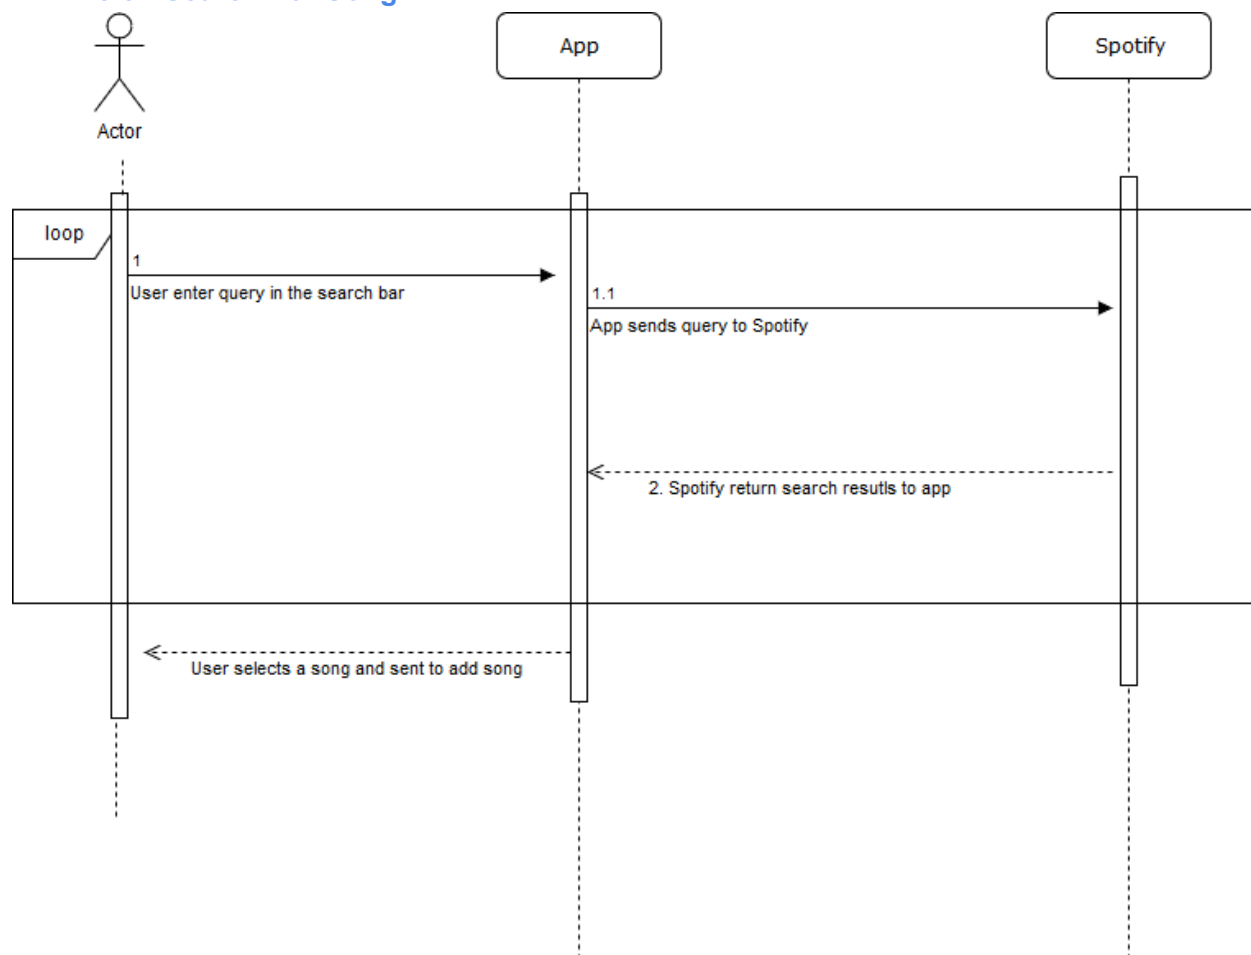 App
Spotify
Actor
loop
1
User enter query in the search bar
1.1
App sends query to Spotify
2. Spotify return search resutls to app
User selects a song and sent to add song